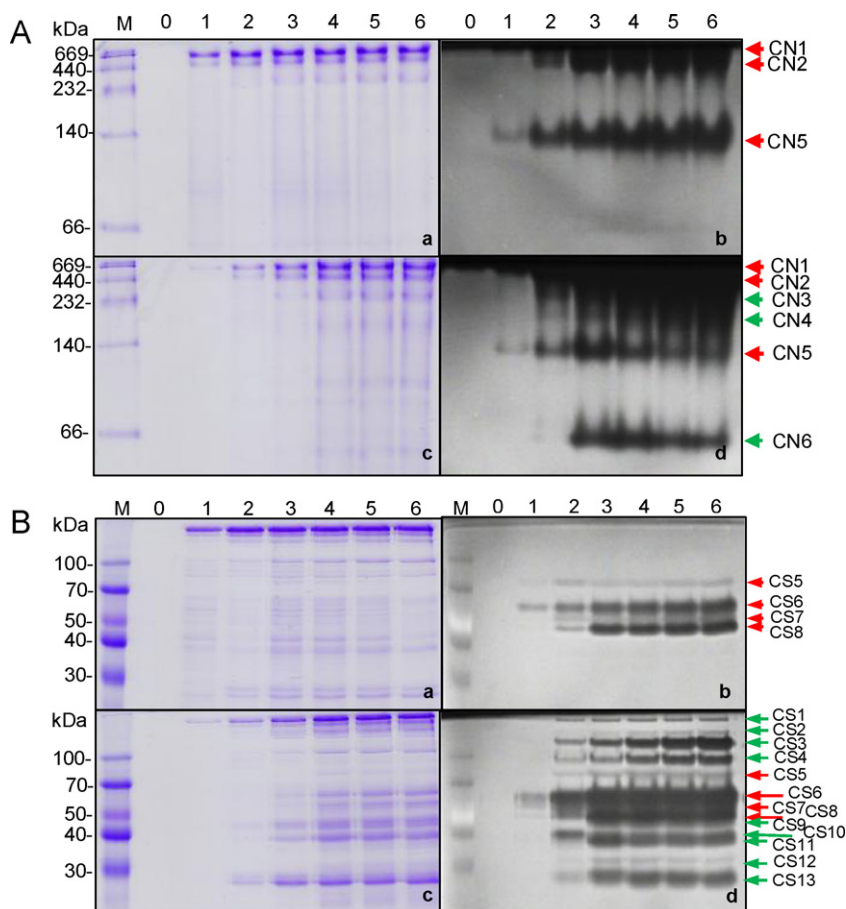 A
kDa M 0 1 2 3 4 5 6 0 1 2 3 4 5 6
669- CN1
440- CN2
232-
140- CN5
66-
a b
669- CN1
440- CN2
232- CN3
CN4
140- CN5
66- CN6
c d
B
M 0 1 2 3 4 5 6 M 0 1 2 3 4 5 6
kDa
100-
70- CS5
50- CS6
CS7
40- CS8
30-
a b
kDa CS1
CS2
CS3
100- CS4
70- CS5
CS6
50- CS7 CS8
CS9
40- CS10
CS11
30- CS12
CS13
c d